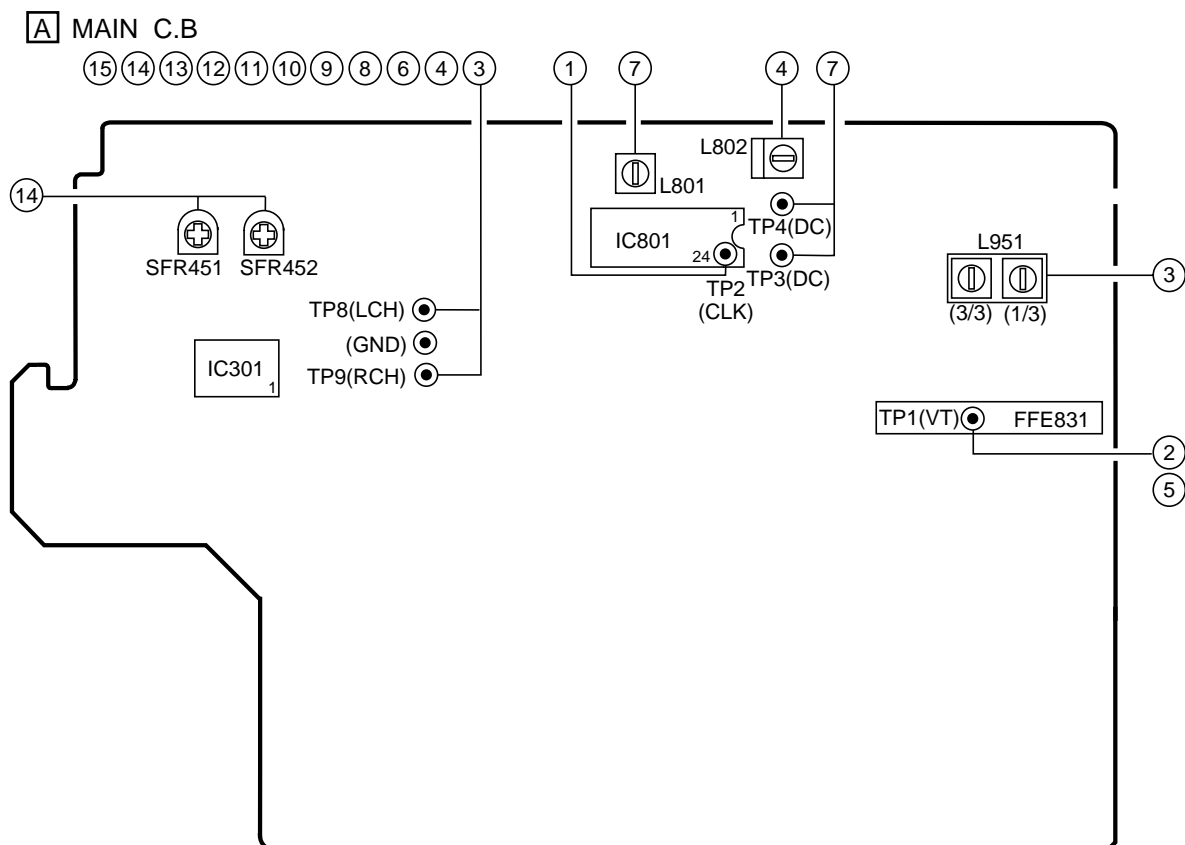 A MAIN C.B
15 14 13 12 11 10 9 8 6 4 3 1 7 4 7
L802
L801
14
IC801
1
24
TP4(DC)
TP3(DC)
TP2
(CLK)
SFR451 SFR452
L951
3
(3/3) (1/3)
TP8(LCH)
(GND)
TP9(RCH)
IC301
1
TP1(VT) FFE831
2
5